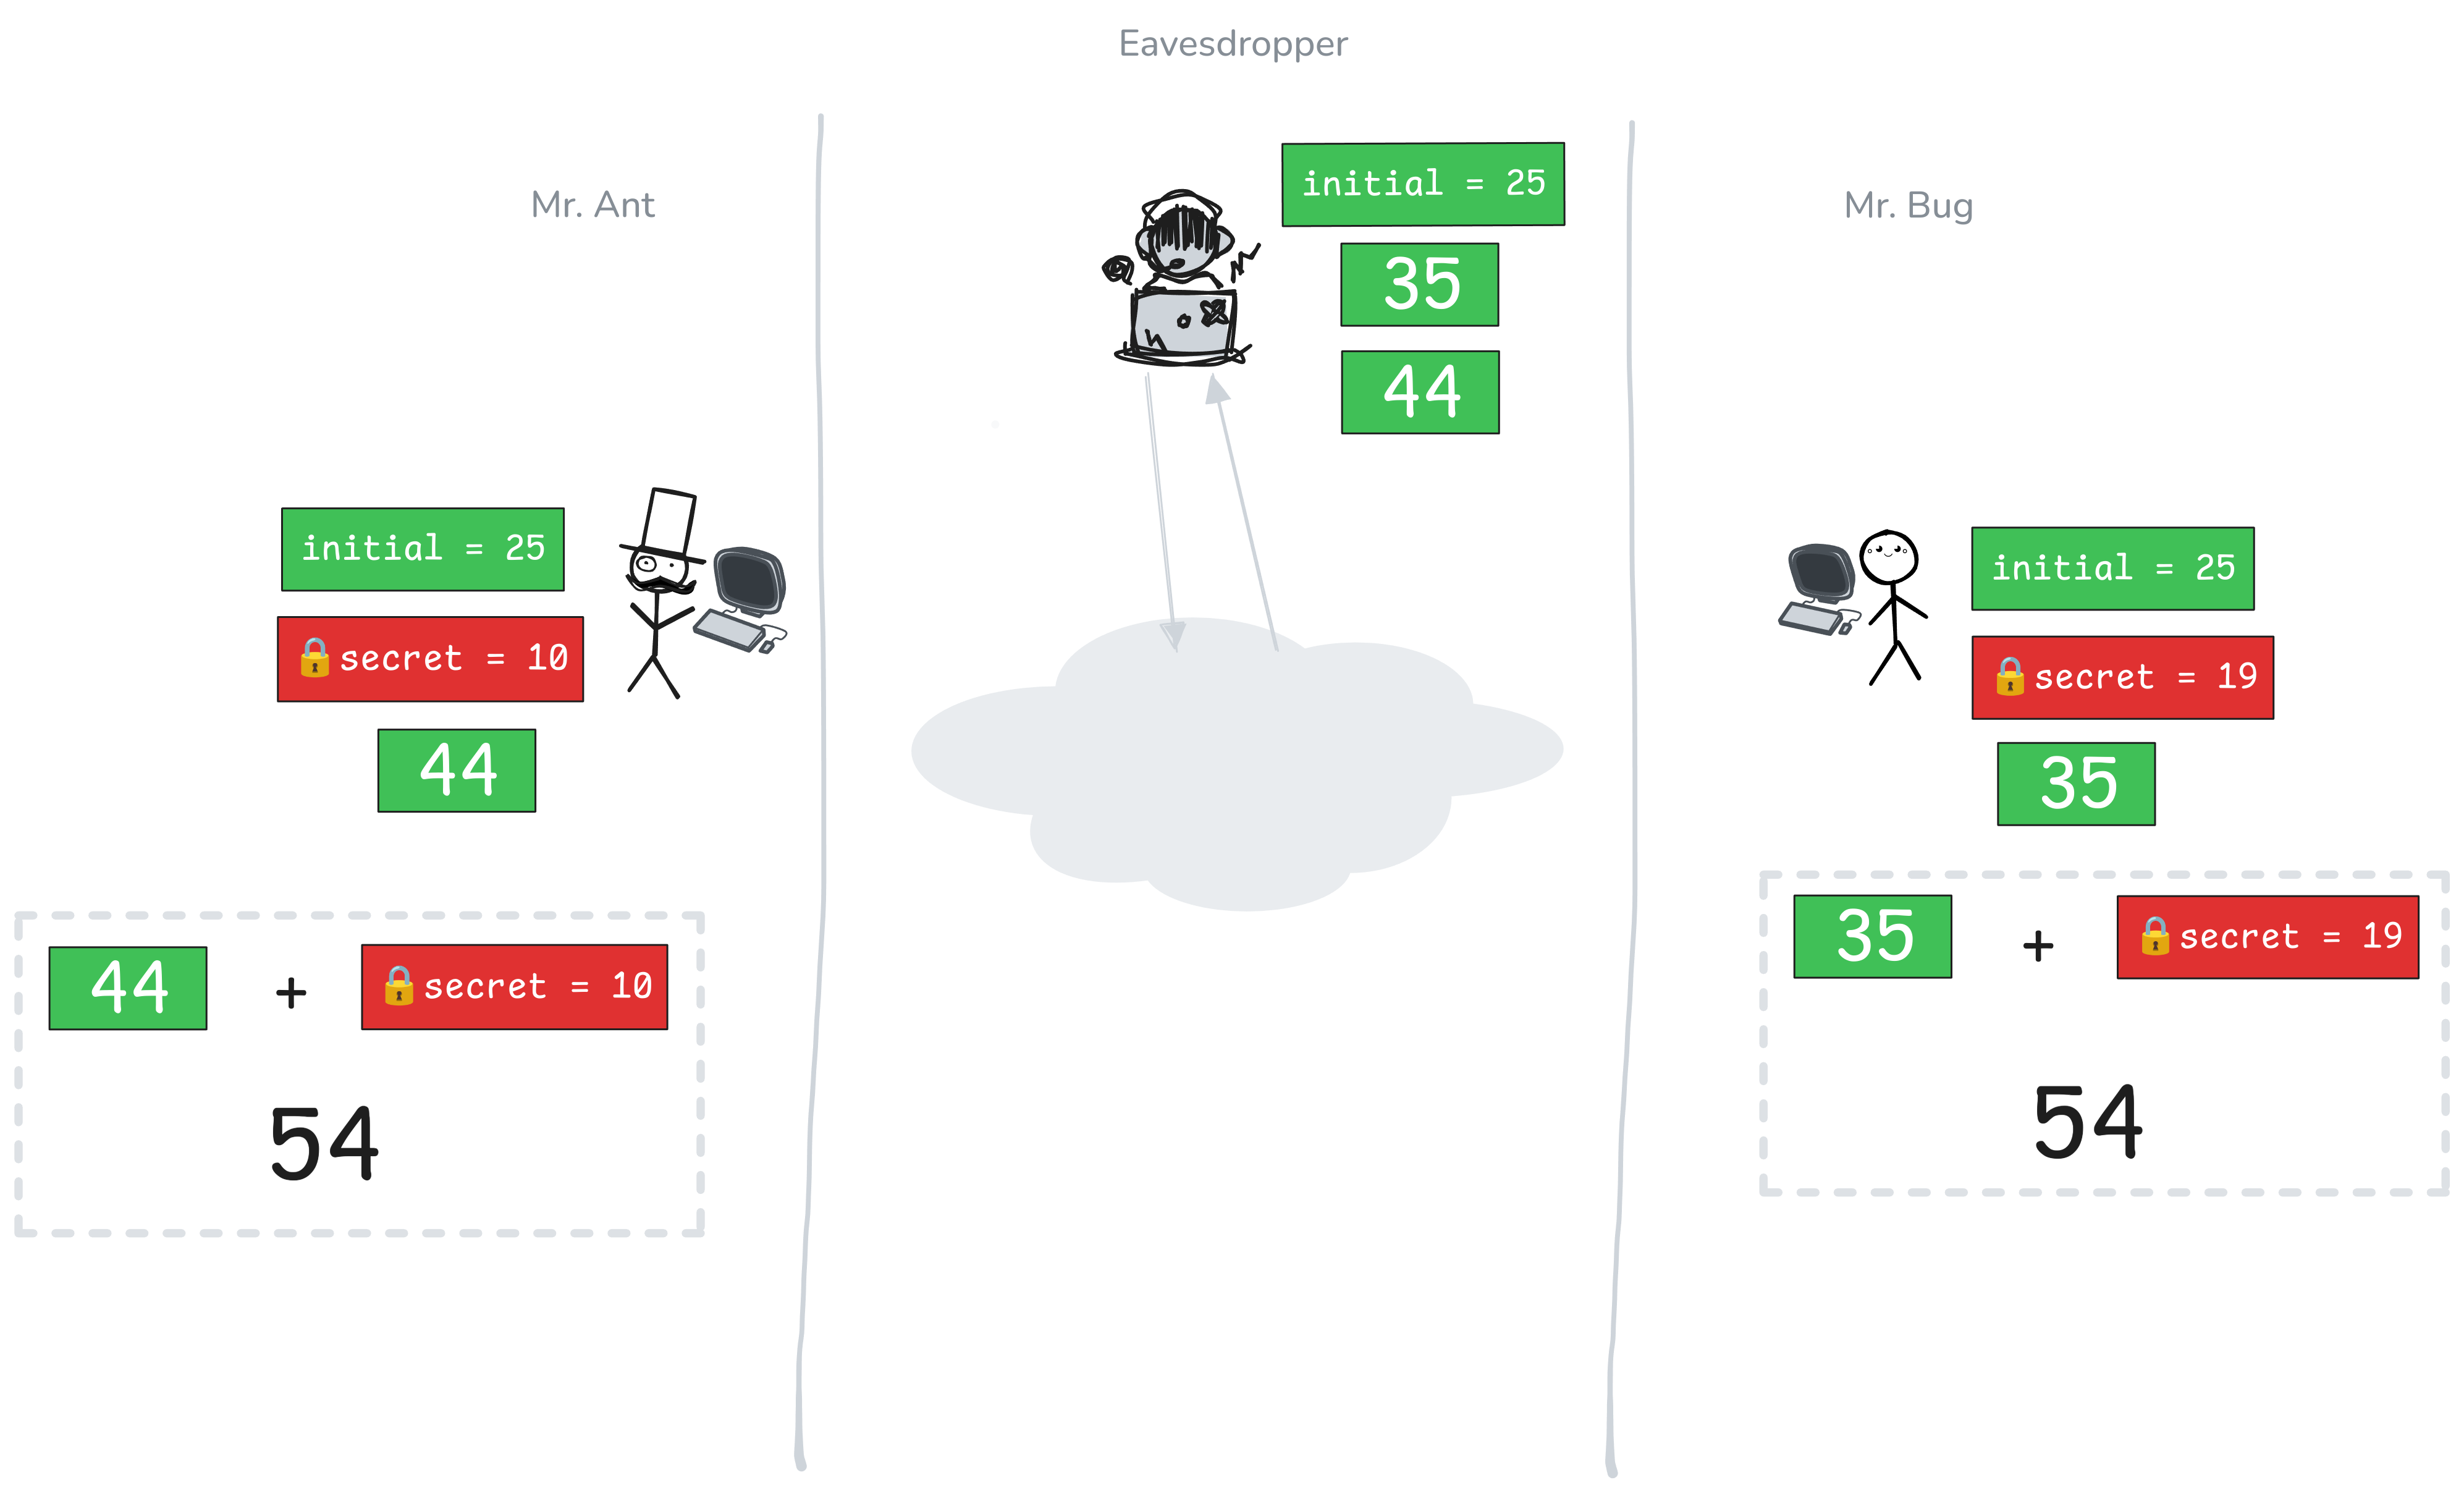 Eavesdropper
Mr. Ant
initial = 25
🔒secret = 10
44
44 + 🔒secret = 10
54
initial = 25
35
44
Mr. Bug
initial = 25
🔒secret = 19
35
35 + 🔒secret = 19
54